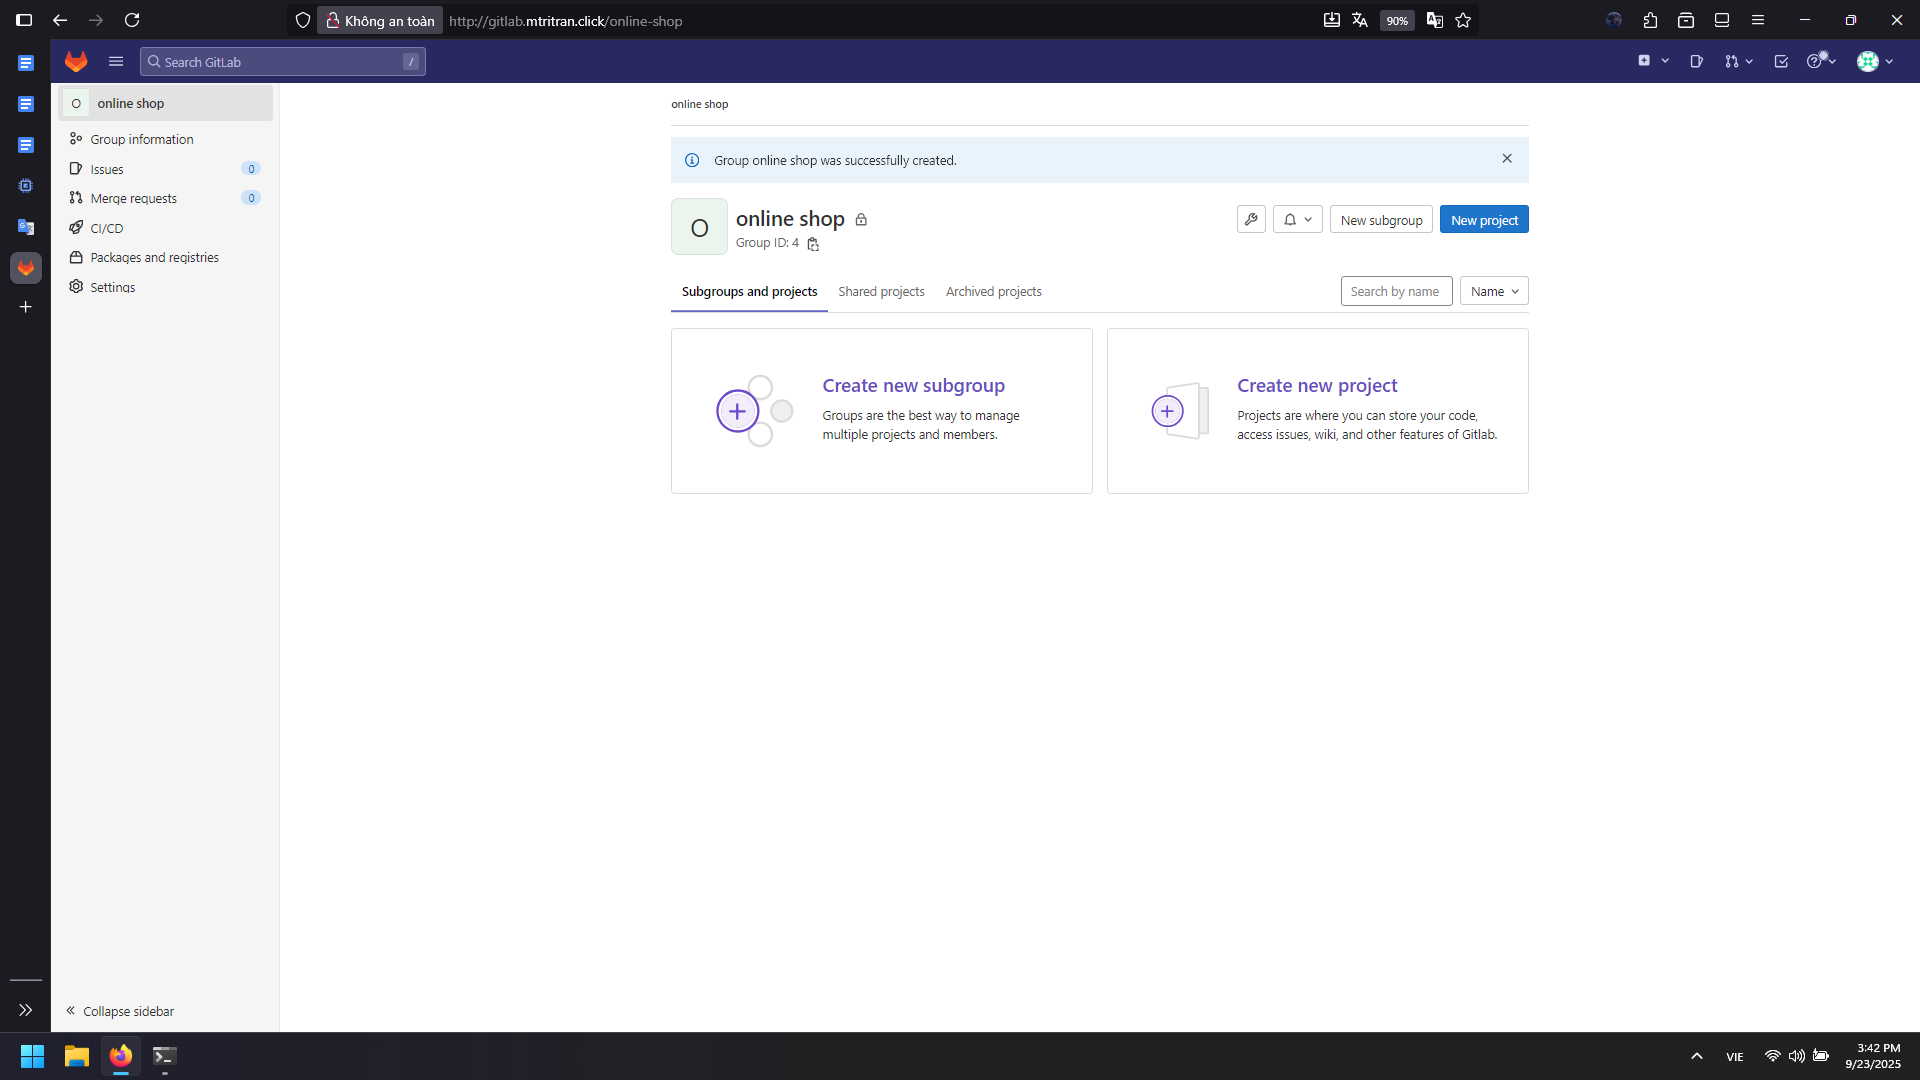 Không an toàn
http://gitlab.mtritran.click/online-shop
90%
Search GitLab /
O online shop
Group information
Issues 0
Merge requests 0
CI/CD
Packages and registries
Settings
Collapse sidebar
online shop
Group online shop was successfully created.
O
online shop
Group ID: 4
New subgroup
New project
Subgroups and projects
Shared projects
Archived projects
Search by name
Name
Create new subgroup
Groups are the best way to manage
multiple projects and members.
Create new project
Projects are where you can store your code,
access issues, wiki, and other features of Gitlab.
VIE
3:42 PM
9/23/2025